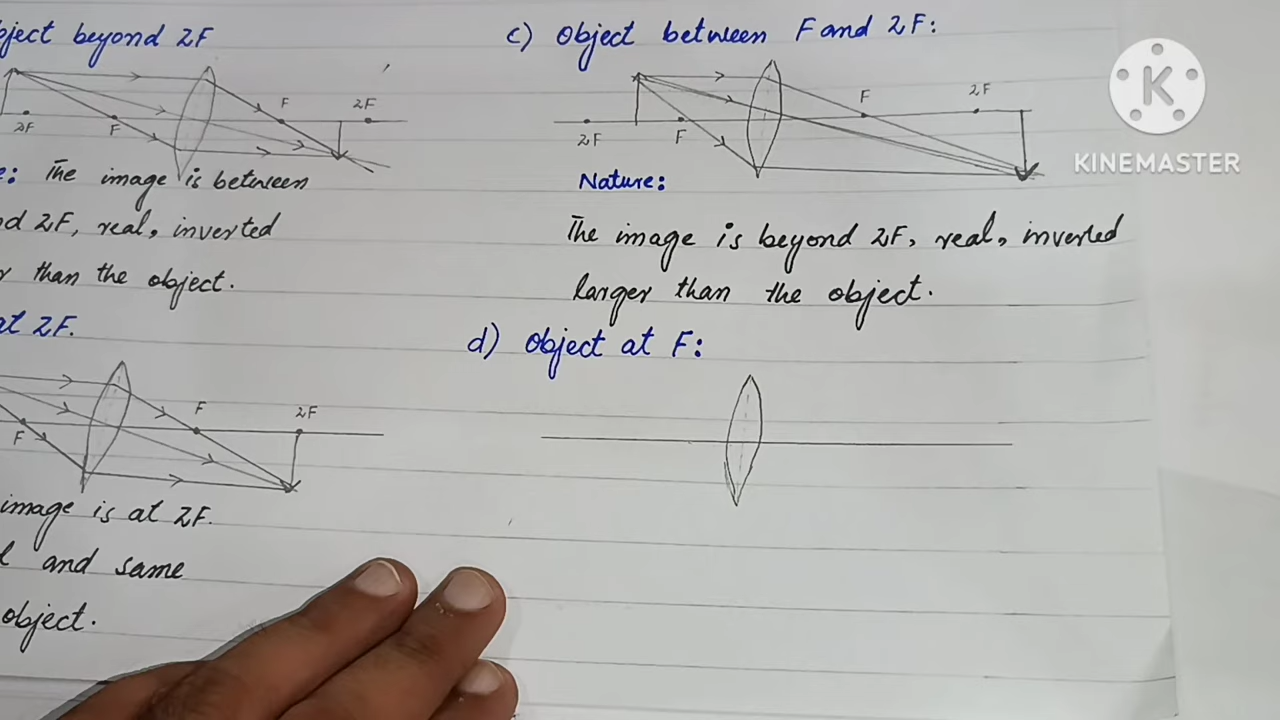 ject beyond 2F
F
2F
2F
F
e: The image is between
nd 2F, real, inverted
r than the object.
at 2F.
F
2F
F
image is at 2F.
l and same
object.
c) Object between F and 2F:
F
2F
2F
F
Nature:
The image is beyond 2F, real, inverted
larger than the object.
d) Object at F:
K
KINEMASTER